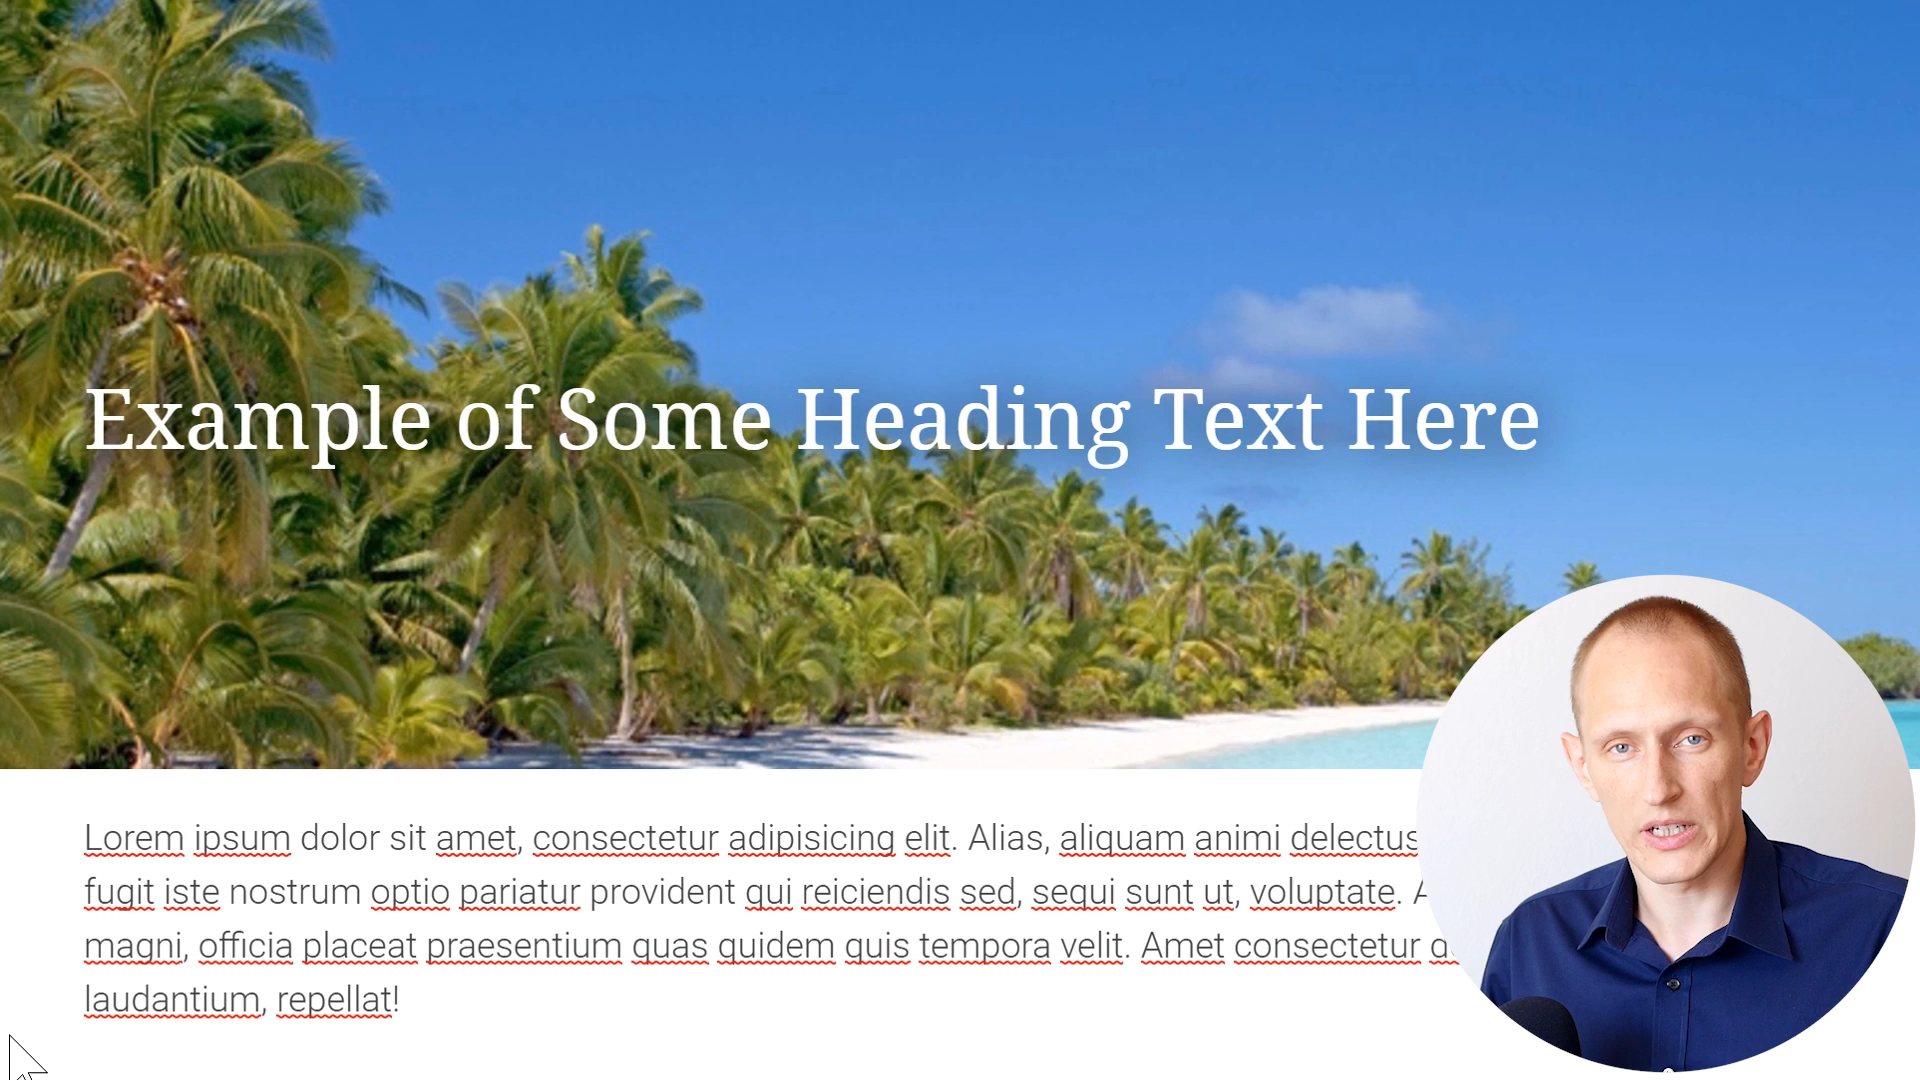 Example of Some Heading Text Here
Lorem ipsum dolor sit amet, consectetur adipisicing elit. Alias, aliquam animi delectus
fugit iste nostrum optio pariatur provident qui reiciendis sed, sequi sunt ut, voluptate.
magni, officia placeat praesentium quas quidem quis tempora velit. Amet consectetur
laudantium, repellat!